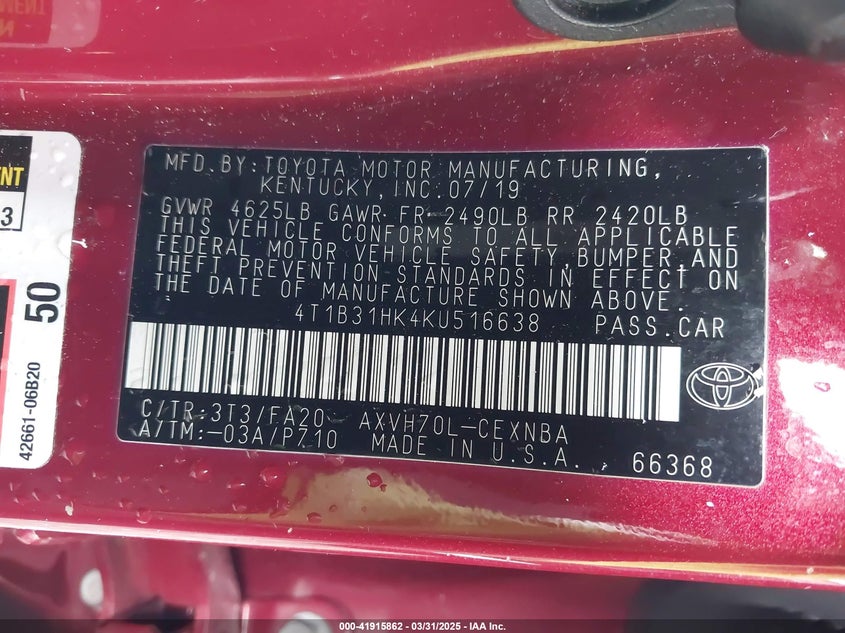 MENT
M
NT
3
50
42661-06B20
MFD.BY:TOYOTA MOTOR MANUFACTURING,
KENTUCKY, INC.07/19
GVWR 4625LB GAWR FR 2490LB RR 2420LB
THIS VEHICLE CONFORMS TO ALL APPLICABLE
FEDERAL MOTOR VEHICLE SAFETY,BUMPER,AND
THEFT PREVENTION STANDARDS IN EFFECT ON
THE DATE OF MANUFACTURE SHOWN ABOVE.
4T1B31HK4KU516638 PASS.CAR
C/TR:3T3/FA20 AXVH70L-CEXNBA
A/TM:-03A/P710 MADE IN U.S.A. 66368
000-41915862 | 03/31/2025 - IAA Inc.